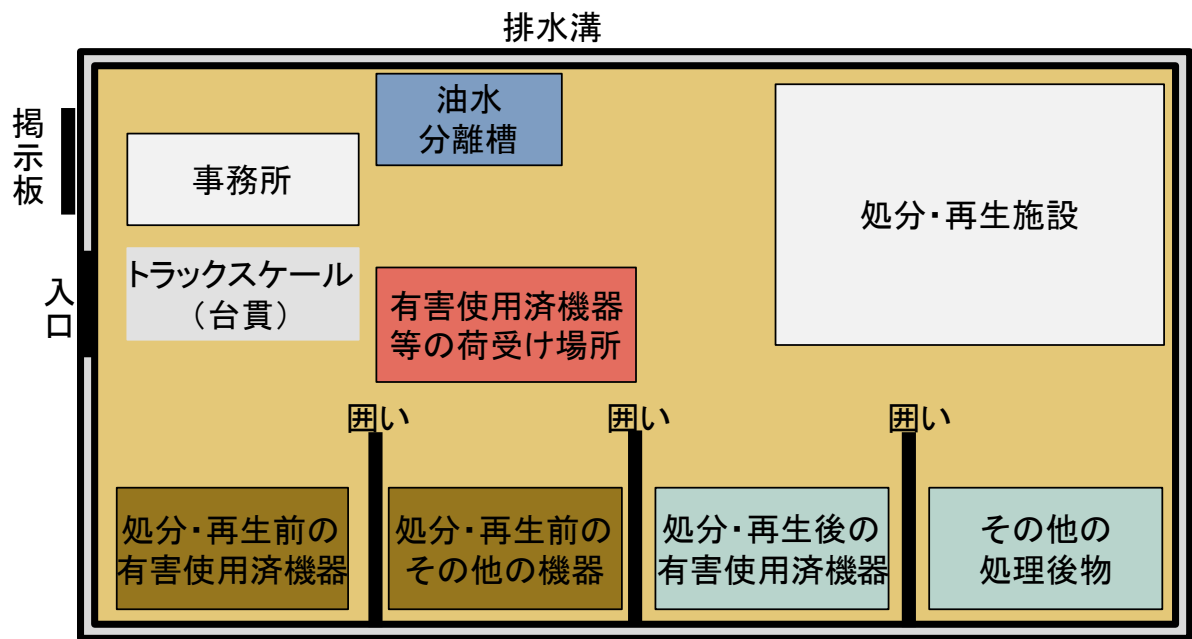 排水溝
掲示板
油水
分離槽
事務所
処分・再生施設
入口
トラックスケール
（台貫）
有害使用済機器
等の荷受け場所
囲い
囲い
囲い
処分・再生前の
有害使用済機器
処分・再生前の
その他の機器
処分・再生後の
有害使用済機器
その他の
処理後物